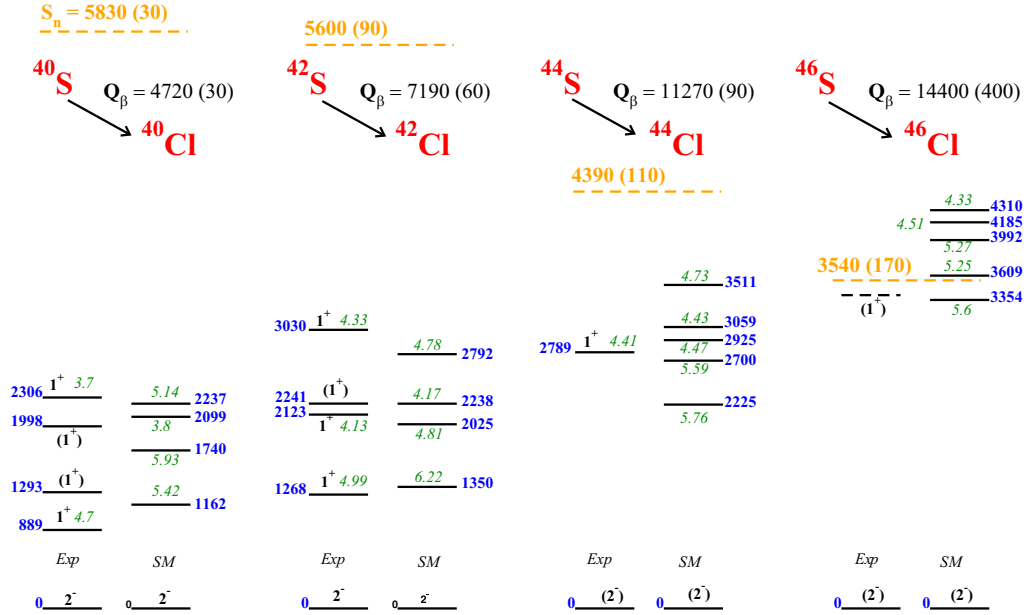 S_n = 5830 (30)
^40S
Q_β = 4720 (30)
^40Cl
2306 1^+ 3.7
1998 (1^+)
1293 (1^+)
889 1^+ 4.7
Exp
0 2^-
5.14 2237
2099
3.8
1740
5.93
5.42
1162
SM
0 2^-
5600 (90)
^42S
Q_β = 7190 (60)
^42Cl
3030 1^+ 4.33
2241 (1^+)
2123
1^+ 4.13
1268 1^+ 4.99
Exp
0 2^-
4.78
2792
4.17 2238
2025
4.81
6.22
1350
SM
0 2^-
^44S
Q_β = 11270 (90)
^44Cl
4390 (110)
2789 1^+ 4.41
Exp
0 (2^-)
4.73
3511
4.43 3059
2925
4.47
2700
5.59
2225
5.76
SM
0 (2^-)
^46S
Q_β = 14400 (400)
^46Cl
3540 (170)
(1^+)
Exp
0 (2^-)
4.33 4310
4.51 4185
3992
5.27
5.25 3609
3354
5.6
SM
0 (2^-)